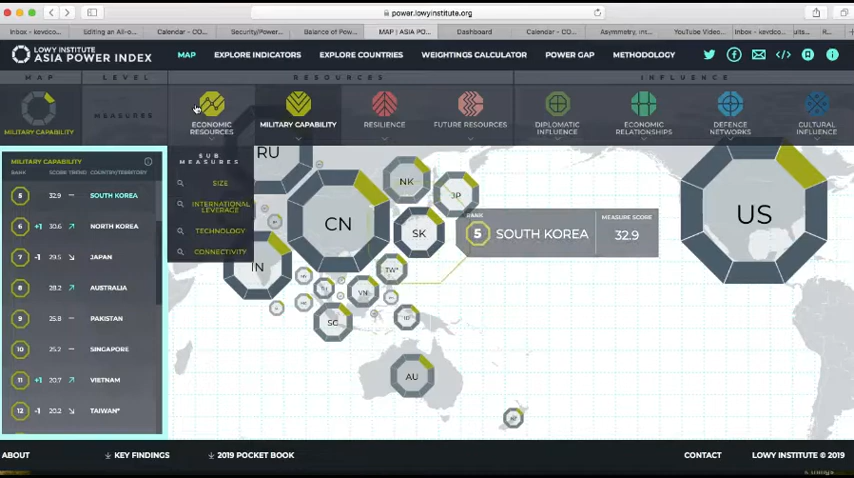 power.lowyinstitute.org
Inbox - kevdco...
Editing an All-o...
Calendar - CO...
Security/Power...
Balance of Pow...
MAP | ASIA PO...
Dashboard
Calendar - CO...
Asymmetry, int...
YouTube Video...
Inbox - kevdco...
LOWY INSTITUTE
ASIA POWER INDEX
MAP
EXPLORE INDICATORS
EXPLORE COUNTRIES
WEIGHTINGS CALCULATOR
POWER GAP
METHODOLOGY
MAP
LEVEL
RESOURCES
INFLUENCE
MILITARY CAPABILITY
MEASURES
ECONOMIC RESOURCES
MILITARY CAPABILITY
RESILIENCE
FUTURE RESOURCES
DIPLOMATIC INFLUENCE
ECONOMIC RELATIONSHIPS
DEFENCE NETWORKS
CULTURAL INFLUENCE
SUB MEASURES
SIZE
INTERNATIONAL LEVERAGE
TECHNOLOGY
CONNECTIVITY
MILITARY CAPABILITY
RANK SCORE TREND COUNTRY/TERRITORY
5 32.9 — SOUTH KOREA
6 +1 30.6 ↗ NORTH KOREA
7 -1 29.5 ↘ JAPAN
8 28.2 ↗ AUSTRALIA
9 25.8 — PAKISTAN
10 25.2 — SINGAPORE
11 +1 20.7 ↗ VIETNAM
12 -1 20.2 ↘ TAIWAN*
RU
CN
NK
JP
SK
IN
TW*
VN
SG
AU
US
RANK
5 SOUTH KOREA
MEASURE SCORE
32.9
ABOUT
KEY FINDINGS
2019 POCKET BOOK
CONTACT
LOWY INSTITUTE © 2019